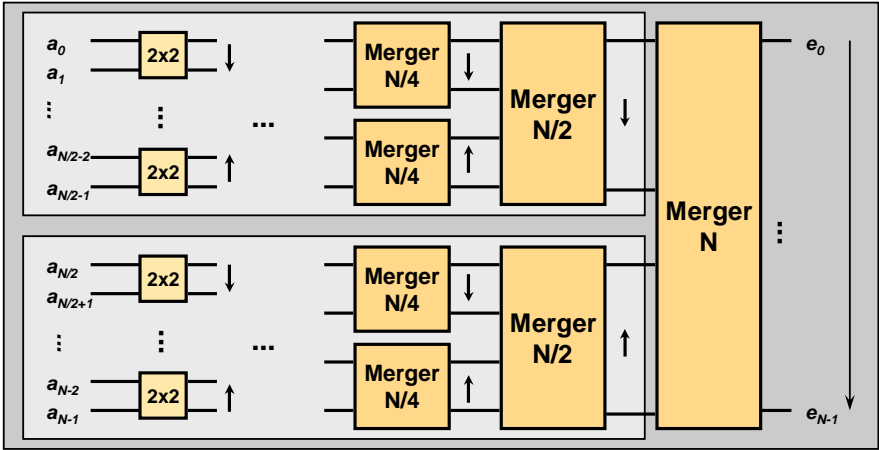 a0
2x2
a1
...
...
...
aN/2-2
2x2
aN/2-1
Merger
N/4
Merger
N/4
Merger
N/2
aN/2
2x2
aN/2+1
...
...
...
aN-2
2x2
aN-1
Merger
N/4
Merger
N/4
Merger
N/2
Merger
N
e0
...
eN-1